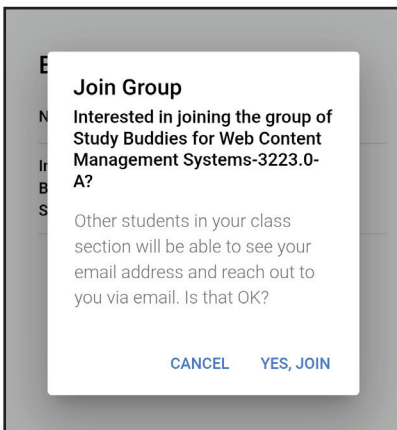 Join Group
Interested in joining the group of
Study Buddies for Web Content
Management Systems-3223.0-
A?
Other students in your class
section will be able to see your
email address and reach out to
you via email. Is that OK?
CANCEL YES, JOIN